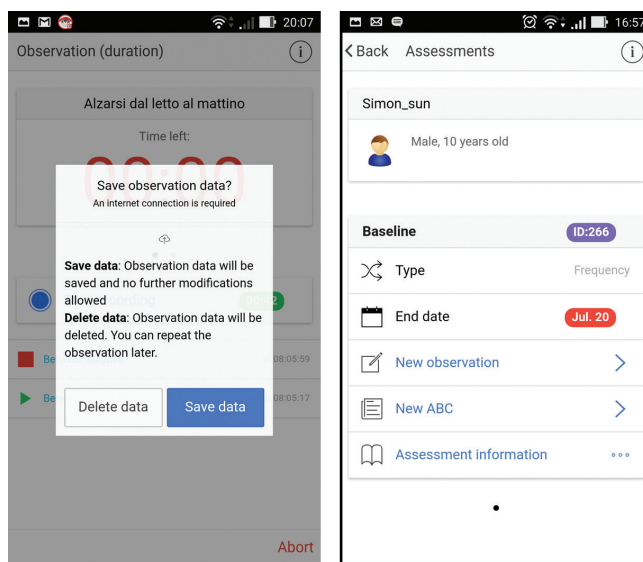 20:07
Observation (duration)
i
Alzarsi dal letto al mattino
Time left:
00:00
Save observation data?
An internet connection is required
Save data: Observation data will be
saved and no further modifications
allowed
Delete data: Observation data will be
deleted. You can repeat the
observation later.
Be
08:05:59
Be
08:05:17
Delete data
Save data
Abort
16:57
Back
Assessments
i
Simon_sun
Male, 10 years old
Baseline
ID:266
Type
Frequency
End date
Jul. 20
New observation
New ABC
Assessment information